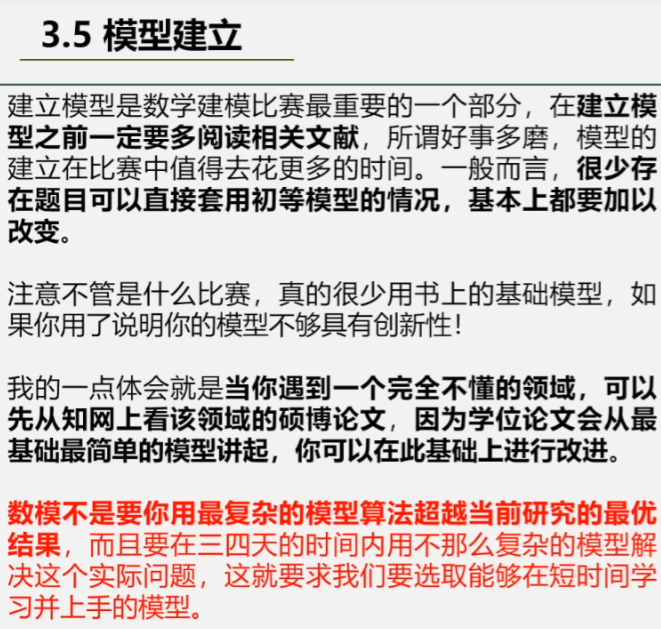 3.5 模型建立
建立模型是数学建模比赛最重要的一个部分，在建立模
型之前一定要多阅读相关文献，所谓好事多磨，模型的
建立在比赛中值得去花更多的时间。一般而言，很少存
在题目可以直接套用初等模型的情况，基本上都要加以
改变。
注意不管是什么比赛，真的很少用书上的基础模型，如
果你用了说明你的模型不够具有创新性！
我的一点体会就是当你遇到一个完全不懂的领域，可以
先从知网上看该领域的硕博论文，因为学位论文会从最
基础最简单的模型讲起，你可以在此基础上进行改进。
数模不是要你用最复杂的模型算法超越当前研究的最优
结果，而且要在三四天的时间内用不那么复杂的模型解
决这个实际问题，这就要求我们要选取能够在短时间学
习并上手的模型。